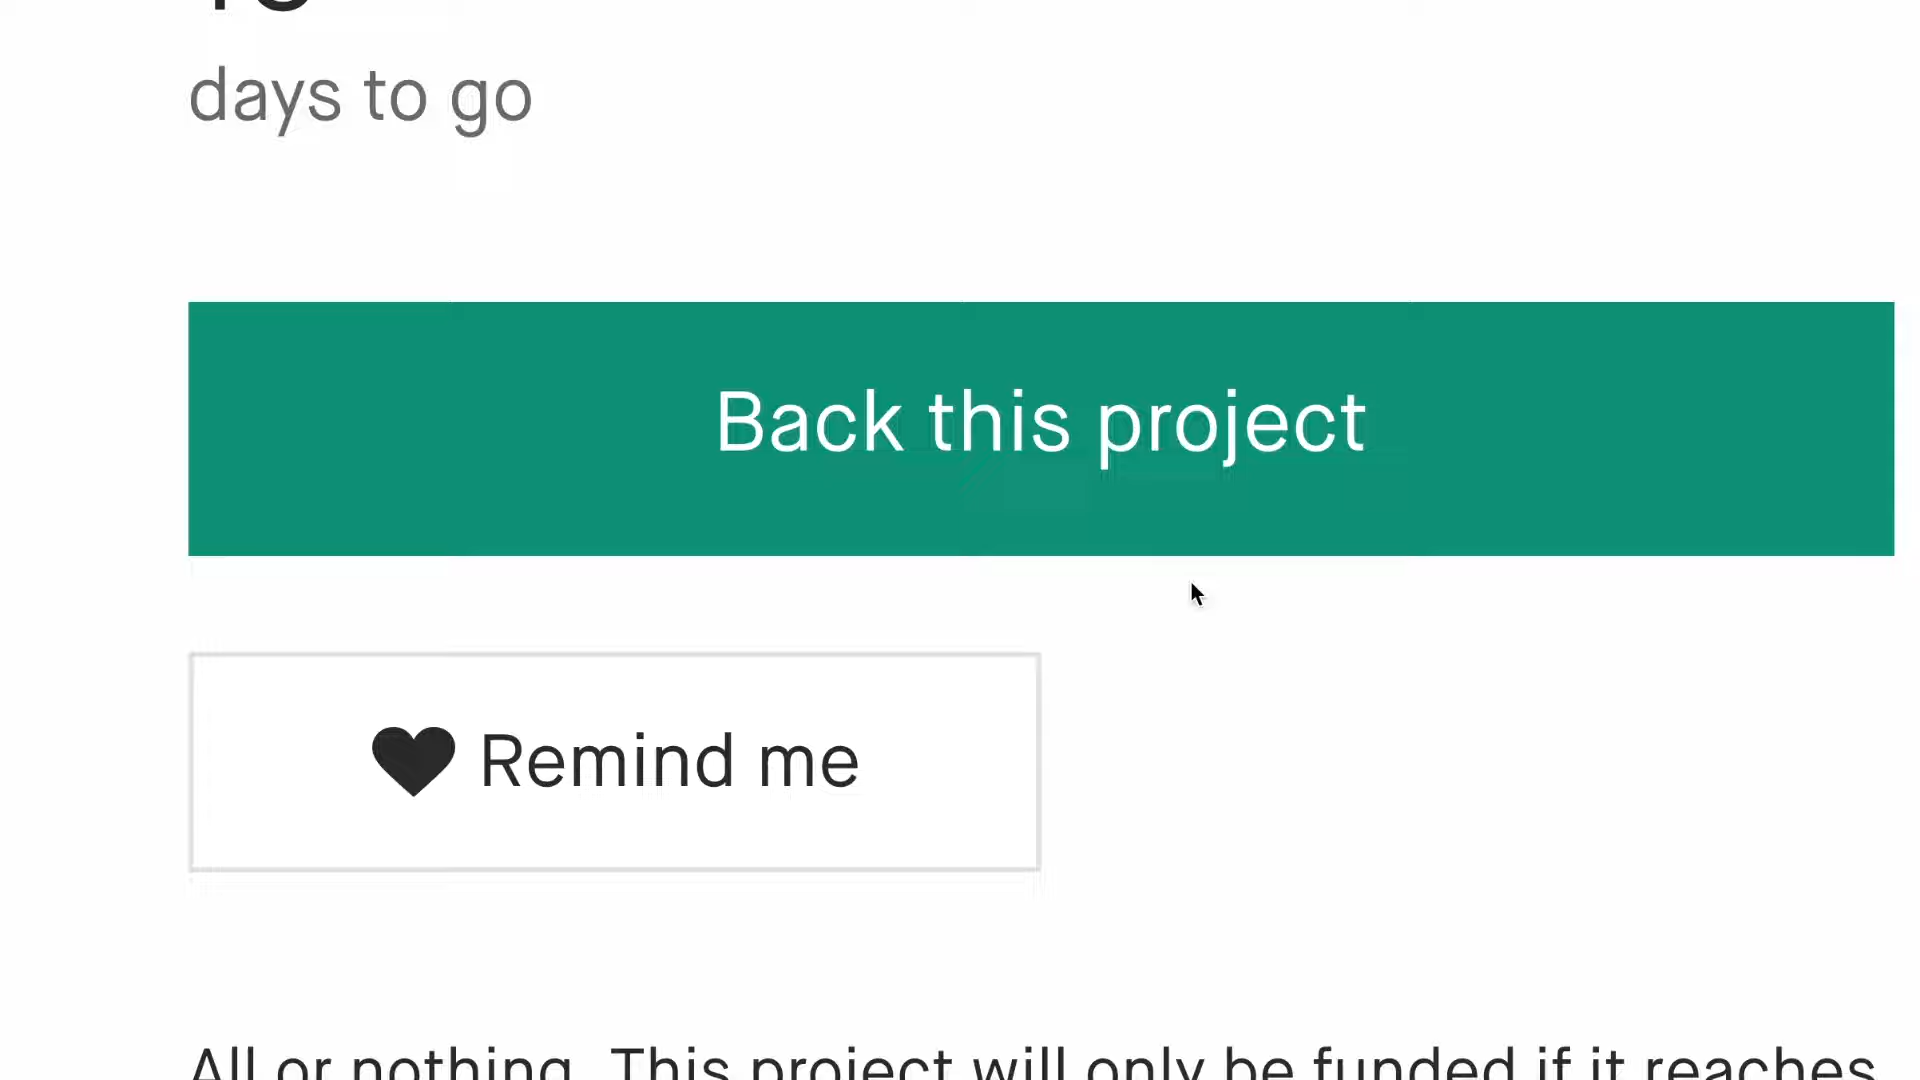 days to go
Back this project
Remind me
All or nothing. This project will only be funded if it reaches